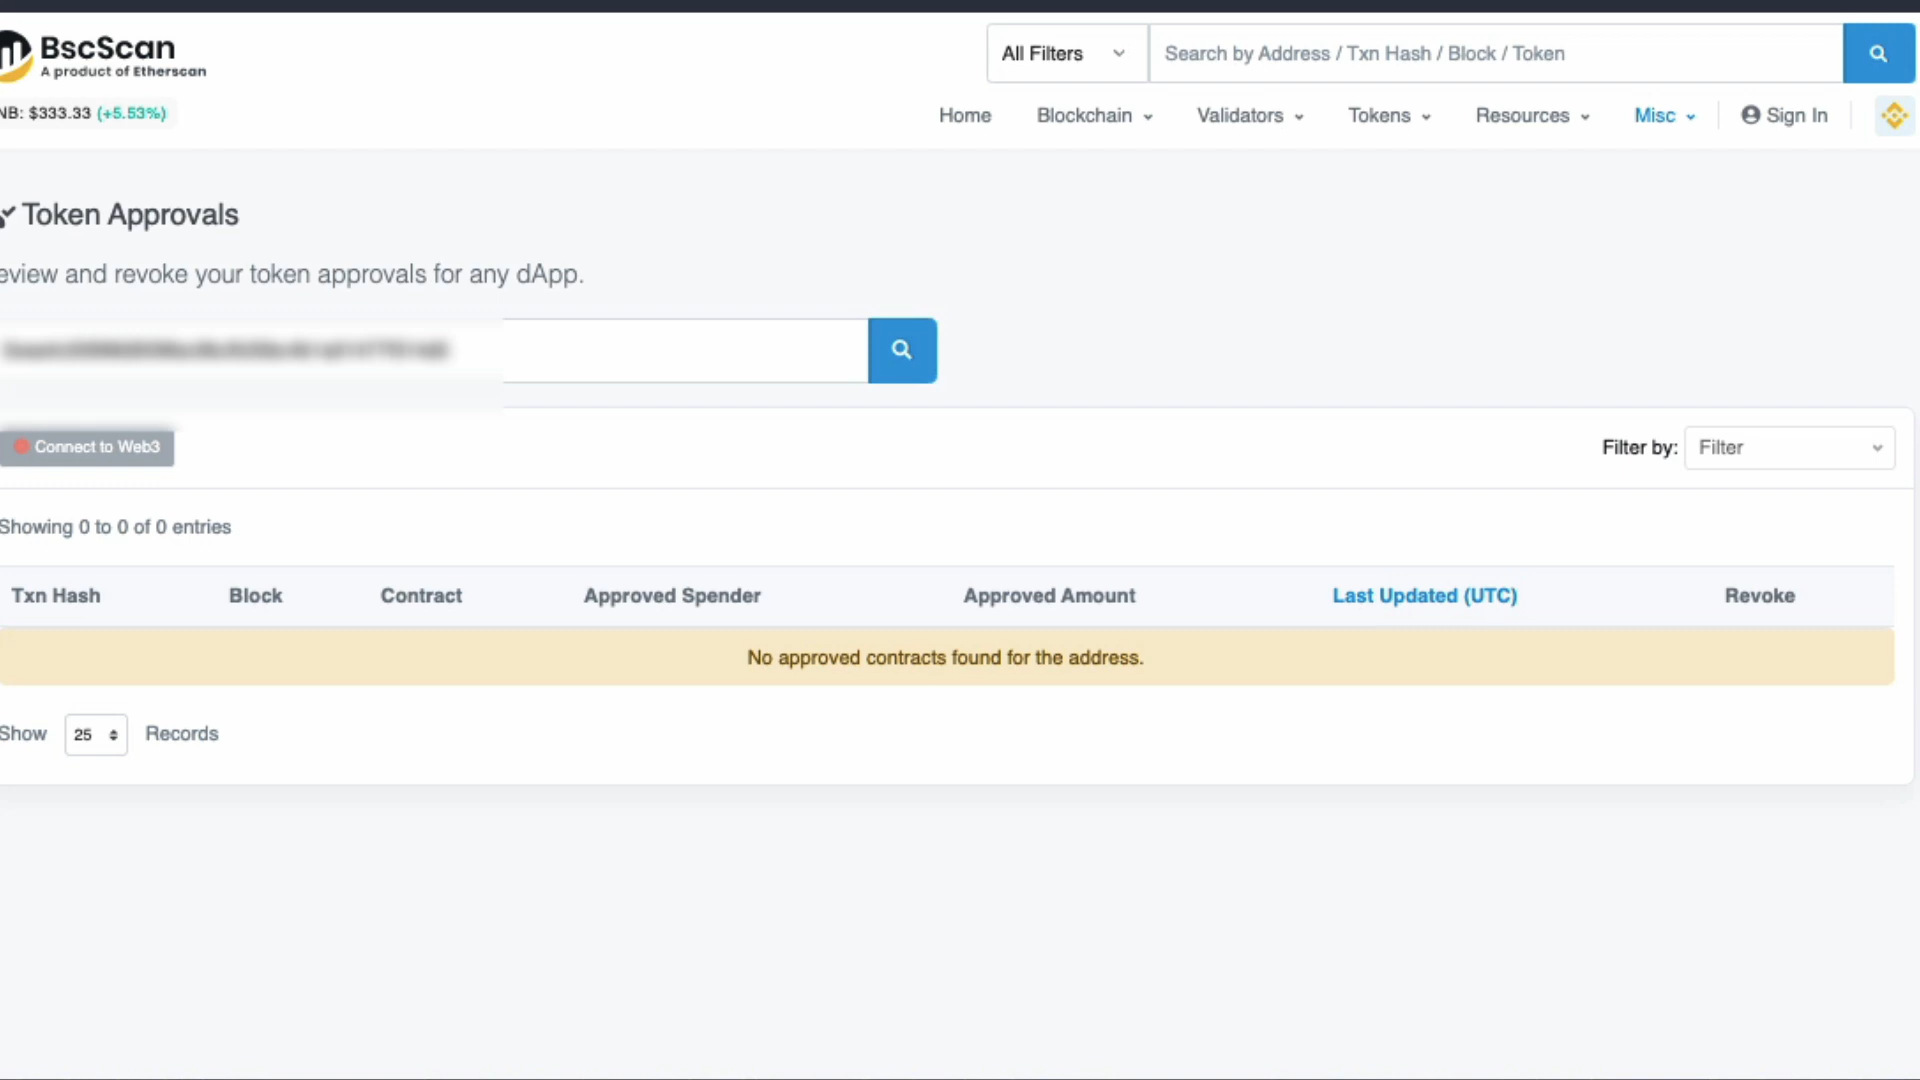 BscScan
A product of Etherscan
All Filters
Search by Address / Txn Hash / Block / Token
NB: $333.33 (+5.53%)
Home Blockchain Validators Tokens Resources Misc Sign In
Token Approvals
eview and revoke your token approvals for any dApp.
Connect to Web3
Filter by: Filter
Showing 0 to 0 of 0 entries
Txn Hash Block Contract Approved Spender Approved Amount Last Updated (UTC) Revoke
No approved contracts found for the address.
Show 25 Records